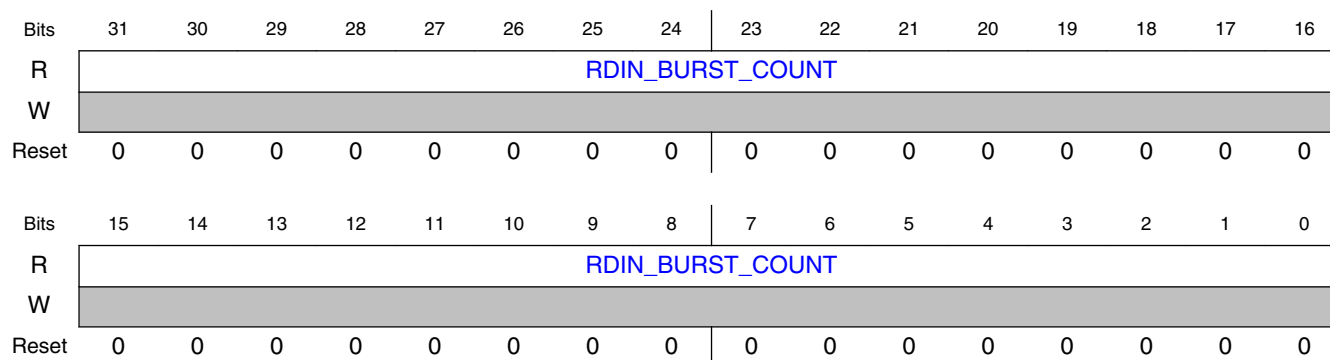 Bits 31 30 29 28 27 26 25 24 23 22 21 20 19 18 17 16
R RDIN_BURST_COUNT
W
Reset 0 0 0 0 0 0 0 0 0 0 0 0 0 0 0 0
Bits 15 14 13 12 11 10 9 8 7 6 5 4 3 2 1 0
R RDIN_BURST_COUNT
W
Reset 0 0 0 0 0 0 0 0 0 0 0 0 0 0 0 0